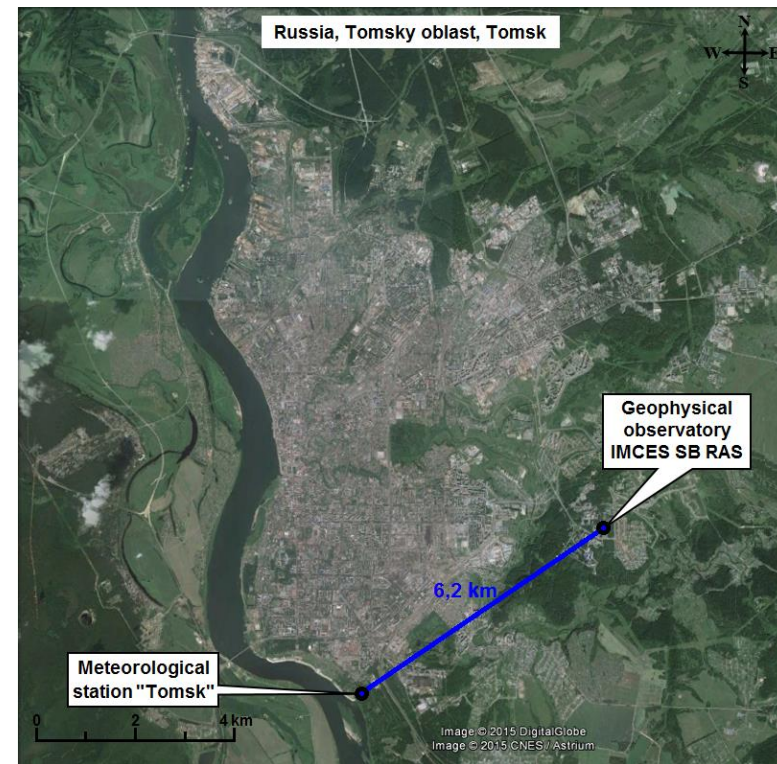 Russia, Tomsky oblast, Tomsk
N
W E
S
Geophysical
observatory
IMCES SB RAS
6,2 km
Meteorological
station "Tomsk"
0 2 4 km
Image © 2015 DigitalGlobe
Image © 2015 CNES / Astrium